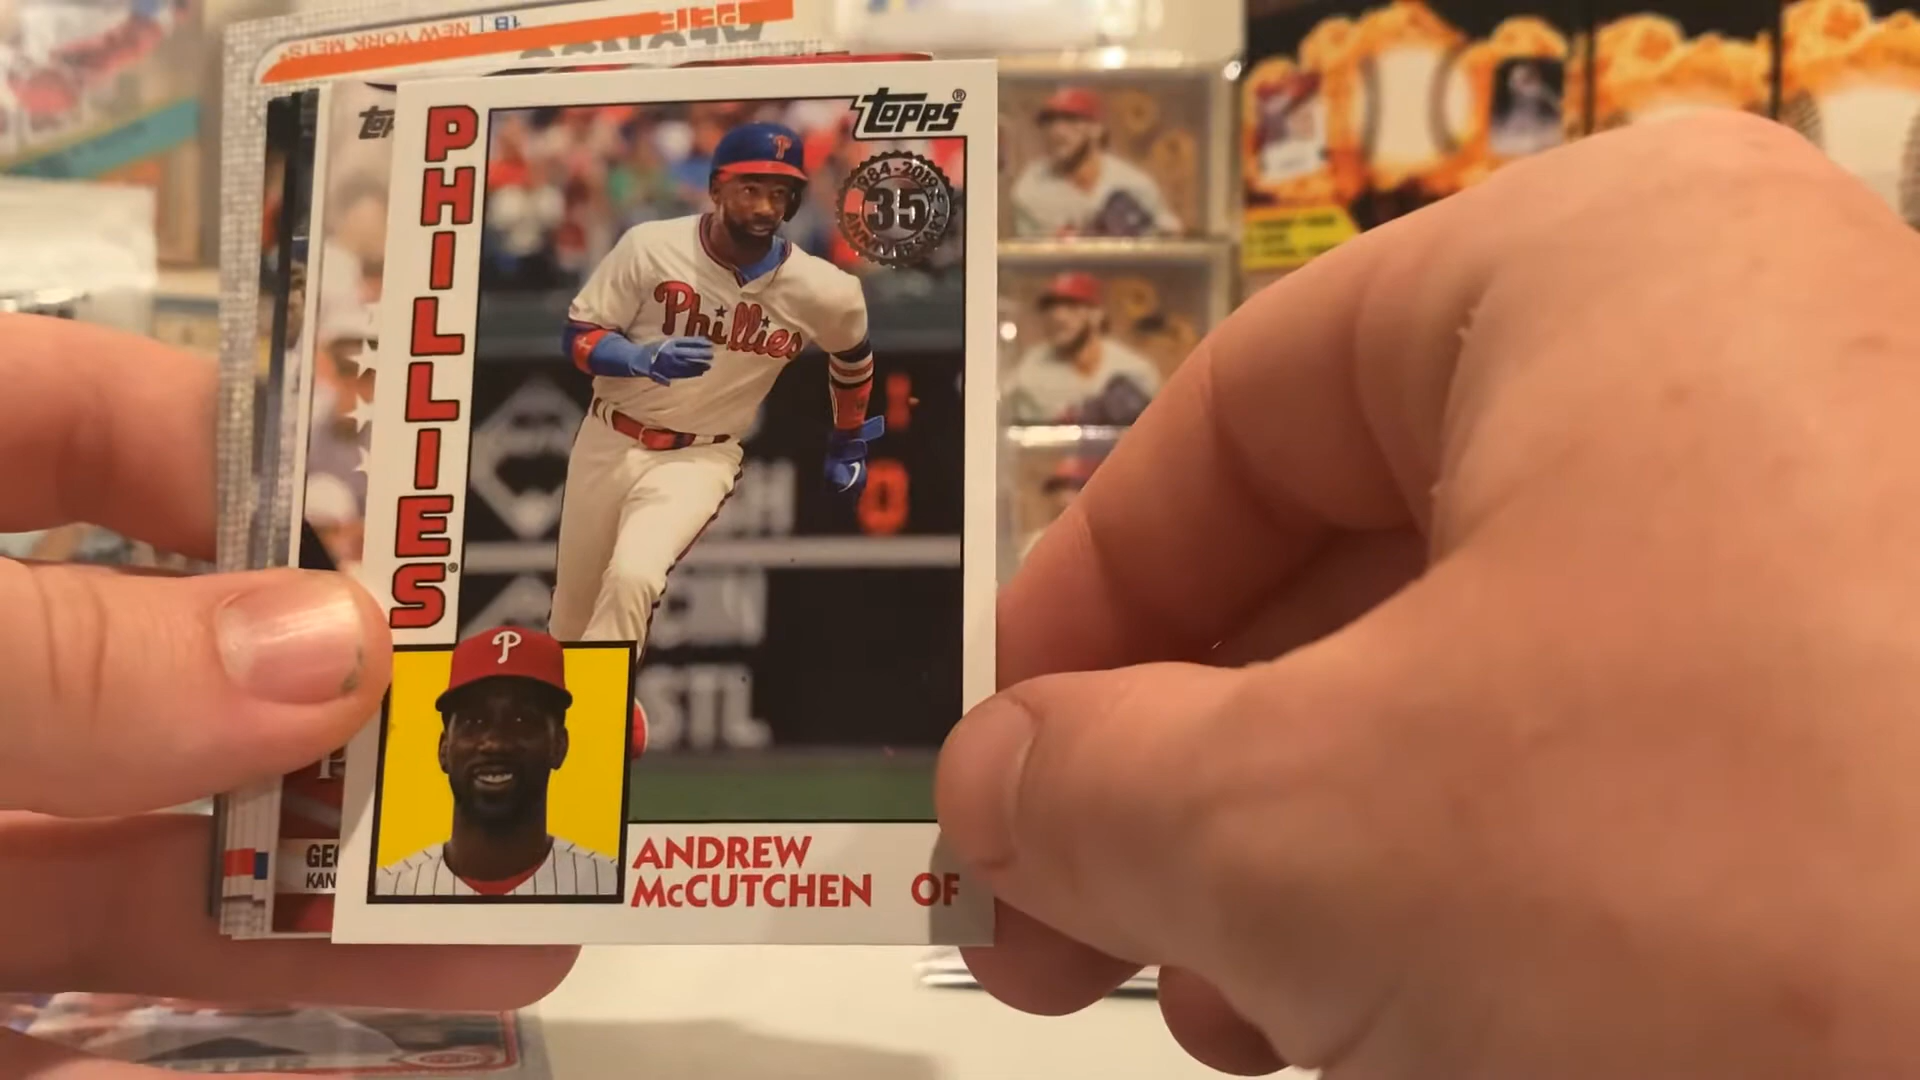 PETE
ALONSO
1B | NEW YORK METS
TOPPS®
PHILLIES®
1984-2019
35
ANNIVERSARY
Phillies
P
0
STL
ANDREW
McCUTCHEN OF
GEO
KAN